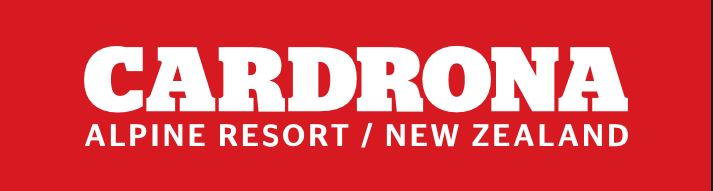 CARDRONA
ALPINE RESORT / NEW ZEALAND